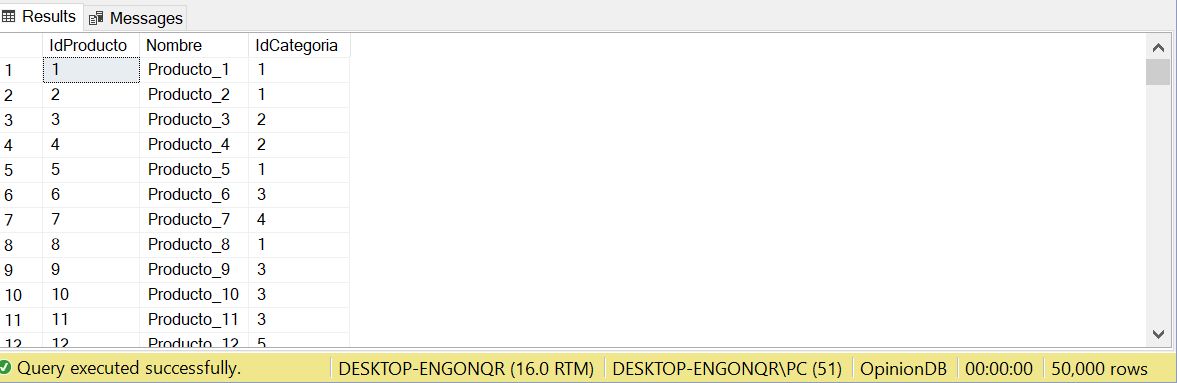 Results Messages
IdProducto Nombre IdCategoria
1 1 Producto_1 1
2 2 Producto_2 1
3 3 Producto_3 2
4 4 Producto_4 2
5 5 Producto_5 1
6 6 Producto_6 3
7 7 Producto_7 4
8 8 Producto_8 1
9 9 Producto_9 3
10 10 Producto_10 3
11 11 Producto_11 3
12 12 Producto_12 5
Query executed successfully. DESKTOP-ENGONQR (16.0 RTM) DESKTOP-ENGONQR\PC (51) OpinionDB 00:00:00 50,000 rows